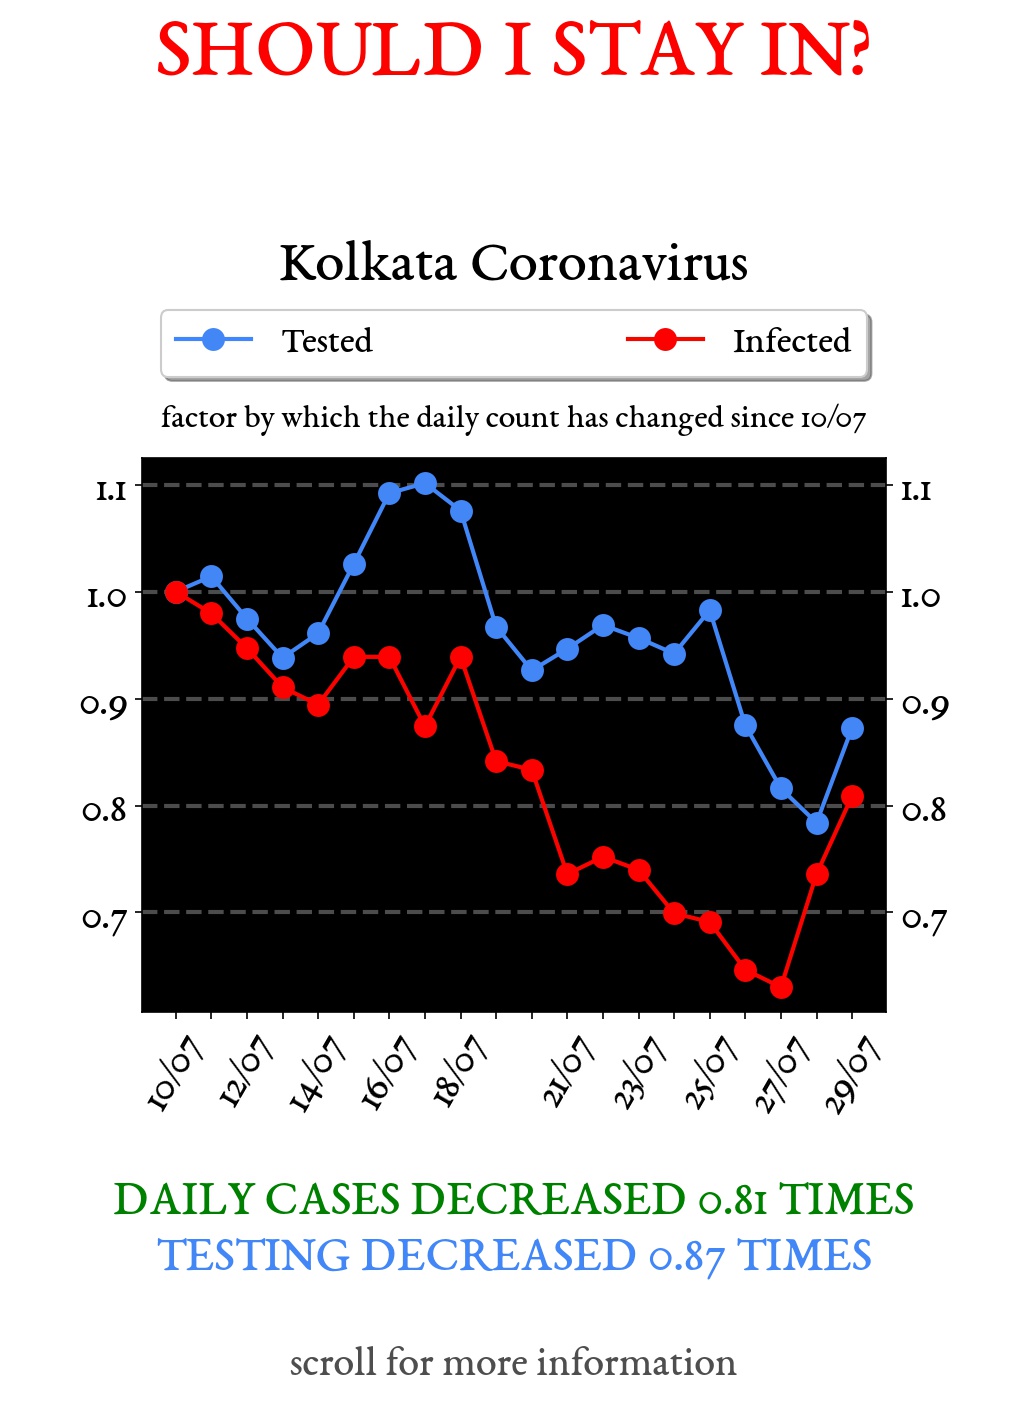 SHOULD I STAY IN?
Kolkata Coronavirus
Tested Infected
factor by which the daily count has changed since 10/07
1.1 1.1
1.0 1.0
0.9 0.9
0.8 0.8
0.7 0.7
10/07 12/07 14/07 16/07 18/07 21/07 23/07 25/07 27/07 29/07
DAILY CASES DECREASED 0.81 TIMES
TESTING DECREASED 0.87 TIMES
scroll for more information